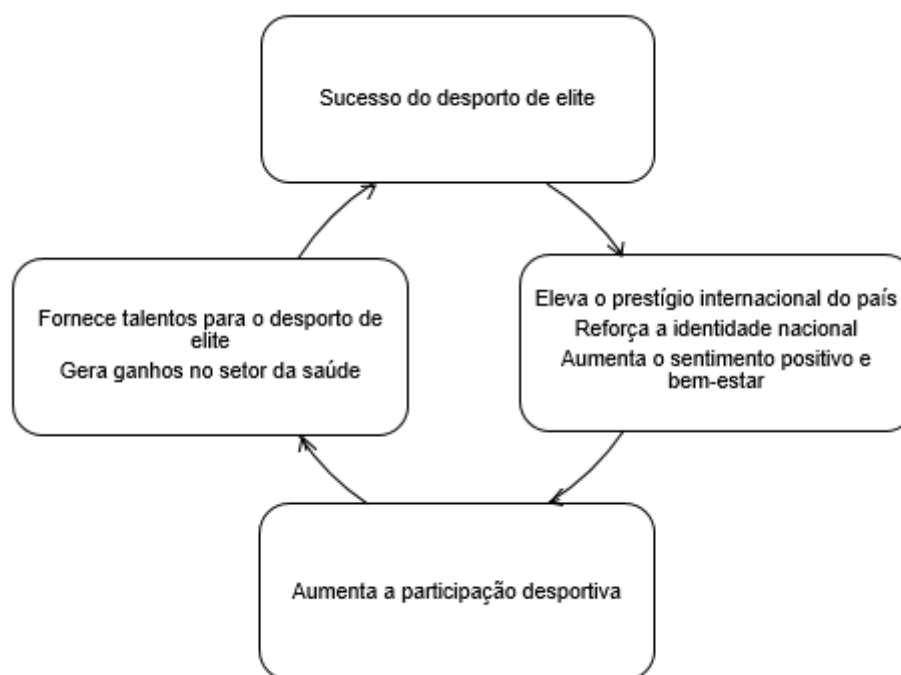 Sucesso do desporto de elite
Eleva o prestígio internacional do país
Reforça a identidade nacional
Aumenta o sentimento positivo e
bem-estar
Fornece talentos para o desporto de
elite
Gera ganhos no setor da saúde
Aumenta a participação desportiva